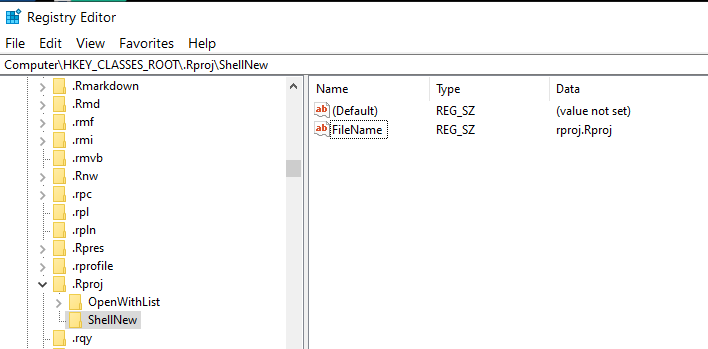 Registry Editor
File Edit View Favorites Help
Computer\HKEY_CLASSES_ROOT\.Rproj\ShellNew
.Rmarkdown
.Rmd
.rmf
.rmi
.rmvb
.Rnw
.rpc
.rpl
.rpln
.Rpres
.rprofile
.Rproj
OpenWithList
ShellNew
.rqy
Name Type Data
ab (Default) REG_SZ (value not set)
ab FileName REG_SZ rproj.Rproj